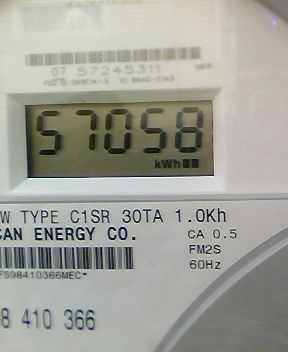 07 57245311
57058
kWh
W TYPE C1SR 30TA 1.0Kh
CAN ENERGY CO. CA 0.5
FM2S
FS98410366MEC* 60Hz
8 410 366